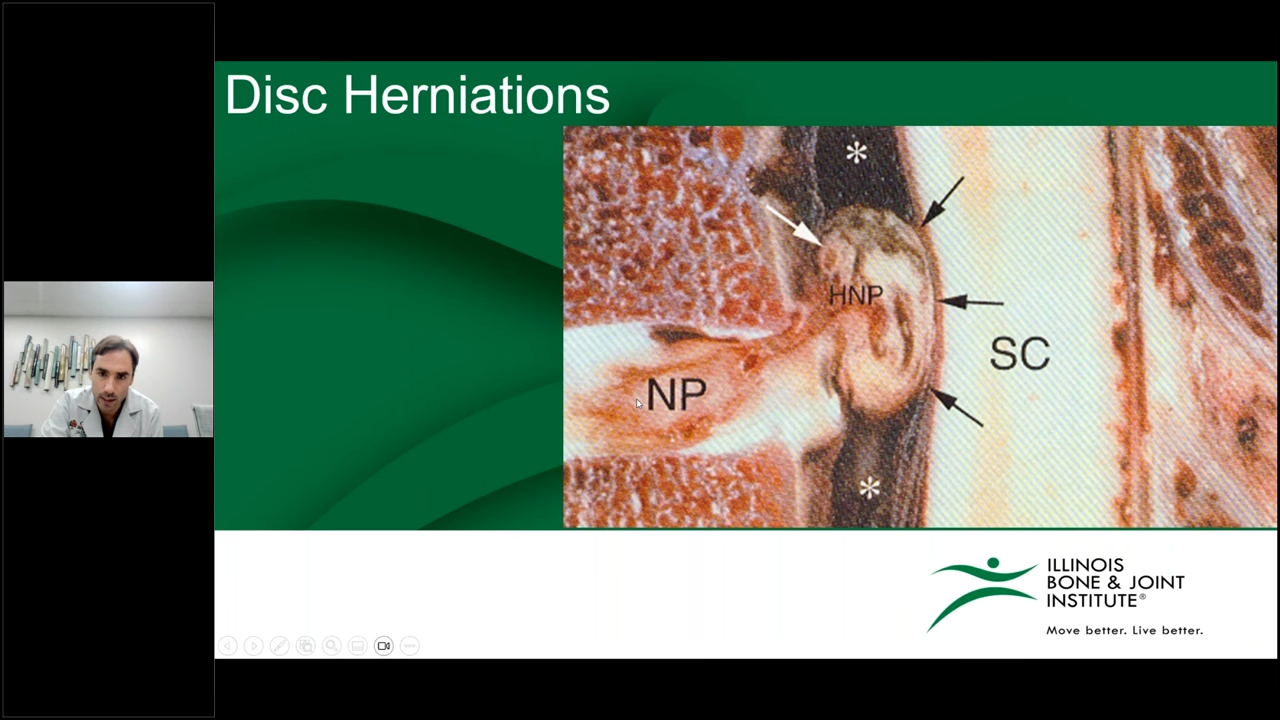 Disc Herniations
*
HNP
SC
NP
*
ILLINOIS
BONE & JOINT
INSTITUTE®
Move better. Live better.